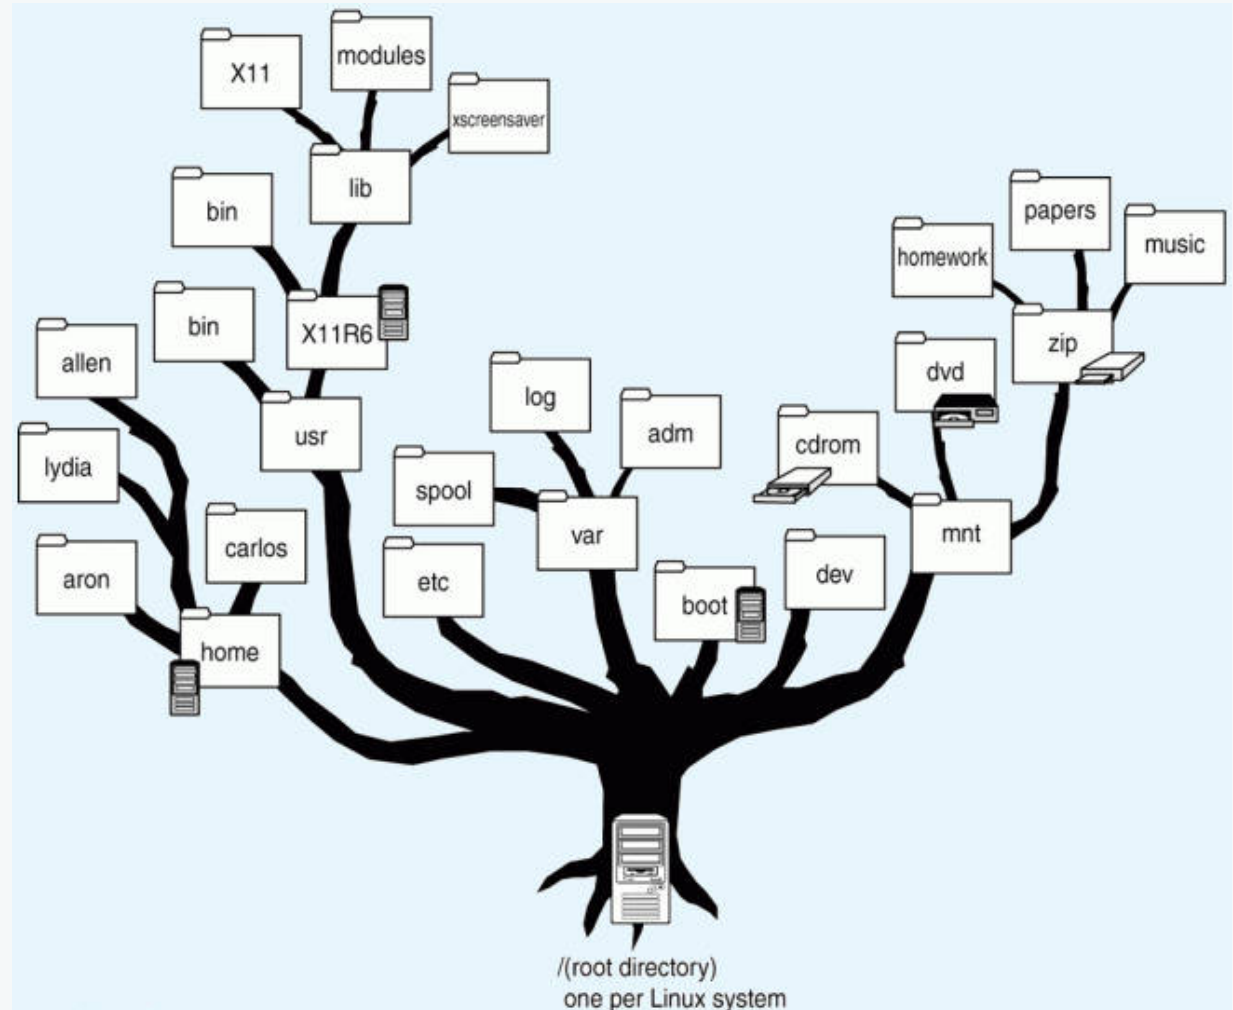 modules
X11
xscreensaver
lib
bin
papers
music
homework
bin
X11R6
zip
allen
dvd
log
usr
adm
cdrom
lydia
spool
var
mnt
carlos
aron
etc
dev
boot
home
/(root directory)
one per Linux system